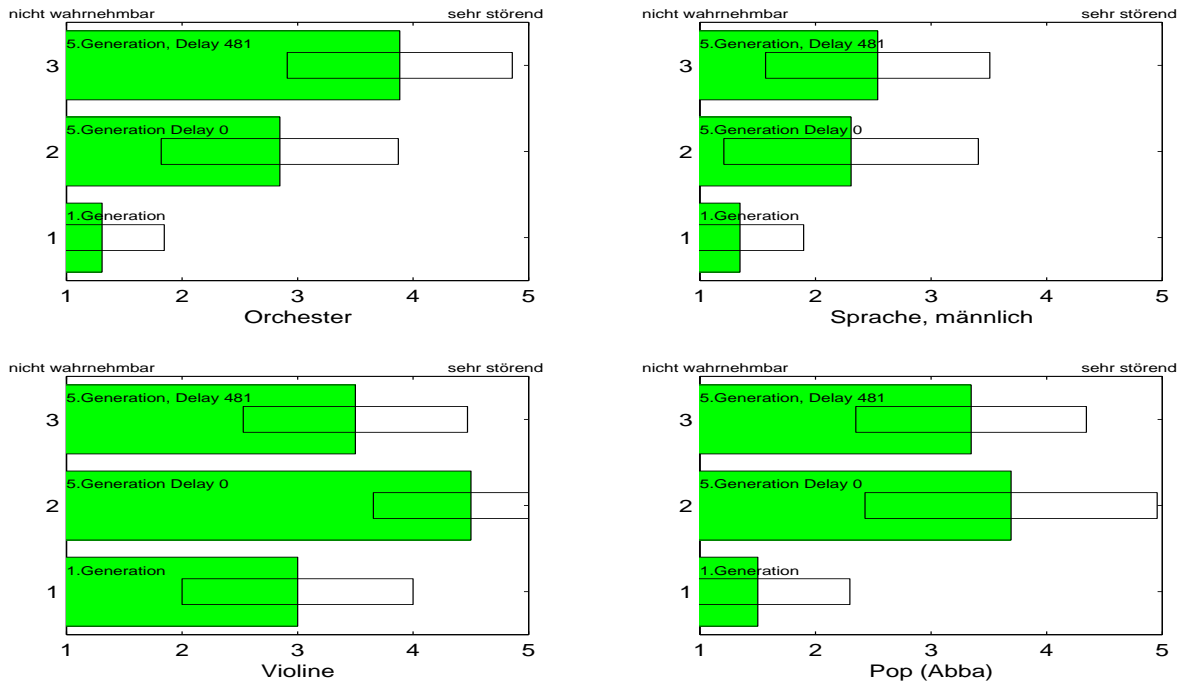 nicht wahrnehmbar sehr störend
5.Generation, Delay 481
3
5.Generation Delay 0
2
1.Generation
1
1 2 3 4 5
Orchester
nicht wahrnehmbar sehr störend
5.Generation, Delay 481
3
5.Generation Delay 0
2
1.Generation
1
1 2 3 4 5
Sprache, männlich
nicht wahrnehmbar sehr störend
5.Generation, Delay 481
3
5.Generation Delay 0
2
1.Generation
1
1 2 3 4 5
Violine
nicht wahrnehmbar sehr störend
5.Generation, Delay 481
3
5.Generation Delay 0
2
1.Generation
1
1 2 3 4 5
Pop (Abba)